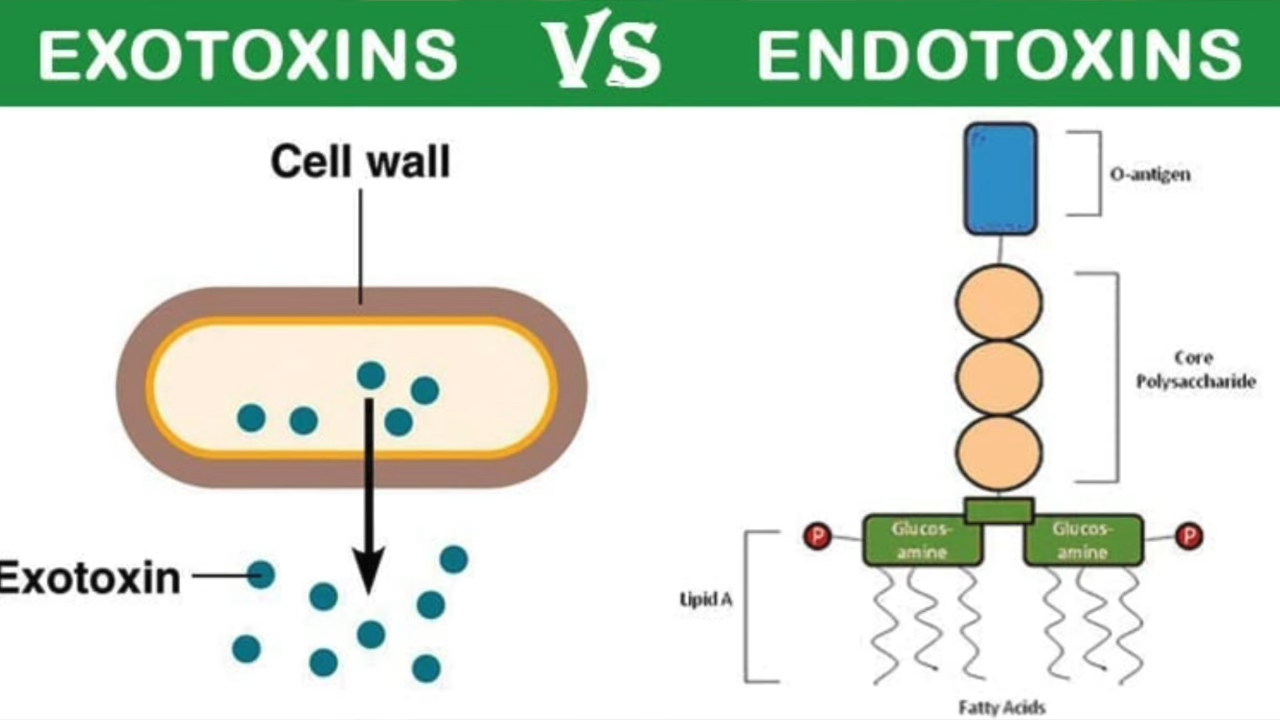 EXOTOXINS VS ENDOTOXINS
Cell wall
Exotoxin
O-antigen
Core
Polysaccharide
P
Glucos-
amine
Glucos-
amine
P
Lipid A
Fatty Acids